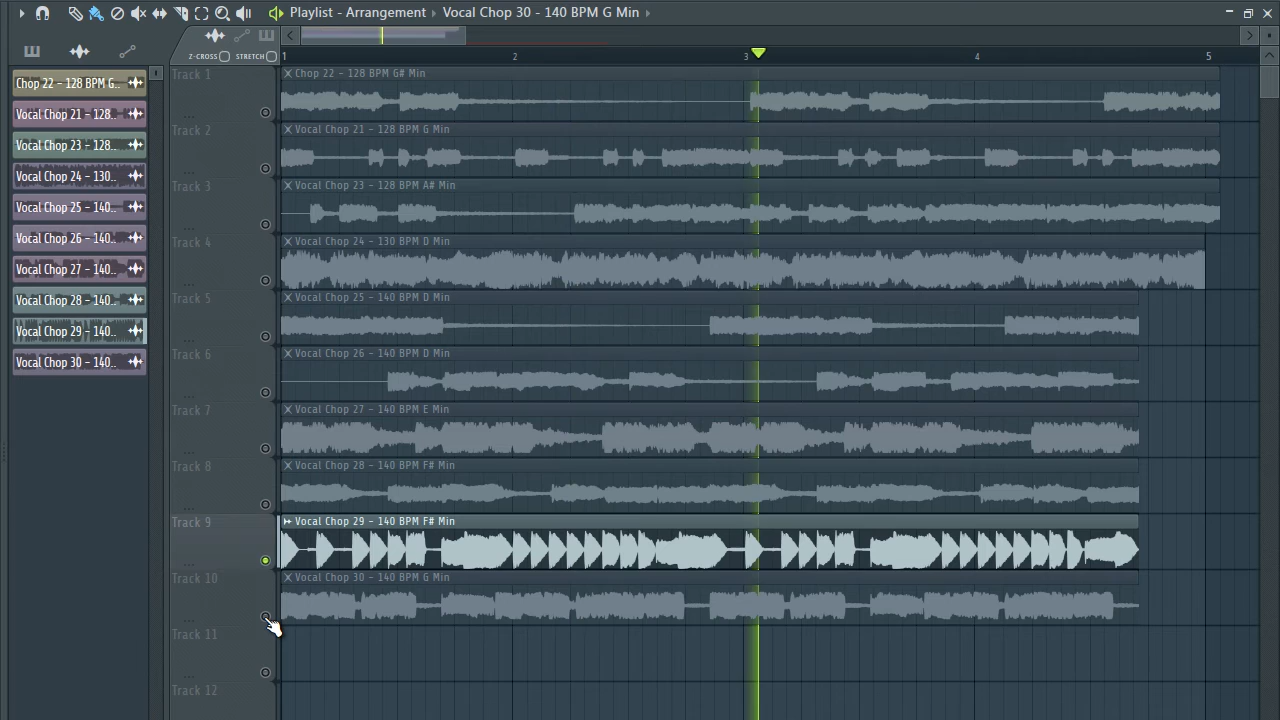 Playlist - Arrangement › Vocal Chop 30 - 140 BPM G Min ›
Z-CROSS STRETCH
1 2 3 4 5
Chop 22 – 128 BPM G..
Vocal Chop 21 – 128..
Vocal Chop 23 – 128..
Vocal Chop 24 – 130..
Vocal Chop 25 – 140..
Vocal Chop 26 – 140..
Vocal Chop 27 – 140..
Vocal Chop 28 – 140..
Vocal Chop 29 – 140..
Vocal Chop 30 – 140..
Track 1
Chop 22 – 128 BPM G# Min
Track 2
Vocal Chop 21 – 128 BPM G Min
Track 3
Vocal Chop 23 – 128 BPM A# Min
Track 4
Vocal Chop 24 – 130 BPM D Min
Track 5
Vocal Chop 25 – 140 BPM D Min
Track 6
Vocal Chop 26 – 140 BPM D Min
Track 7
Vocal Chop 27 – 140 BPM E Min
Track 8
Vocal Chop 28 – 140 BPM F# Min
Track 9
Vocal Chop 29 – 140 BPM F# Min
Track 10
Vocal Chop 30 – 140 BPM G Min
Track 11
Track 12